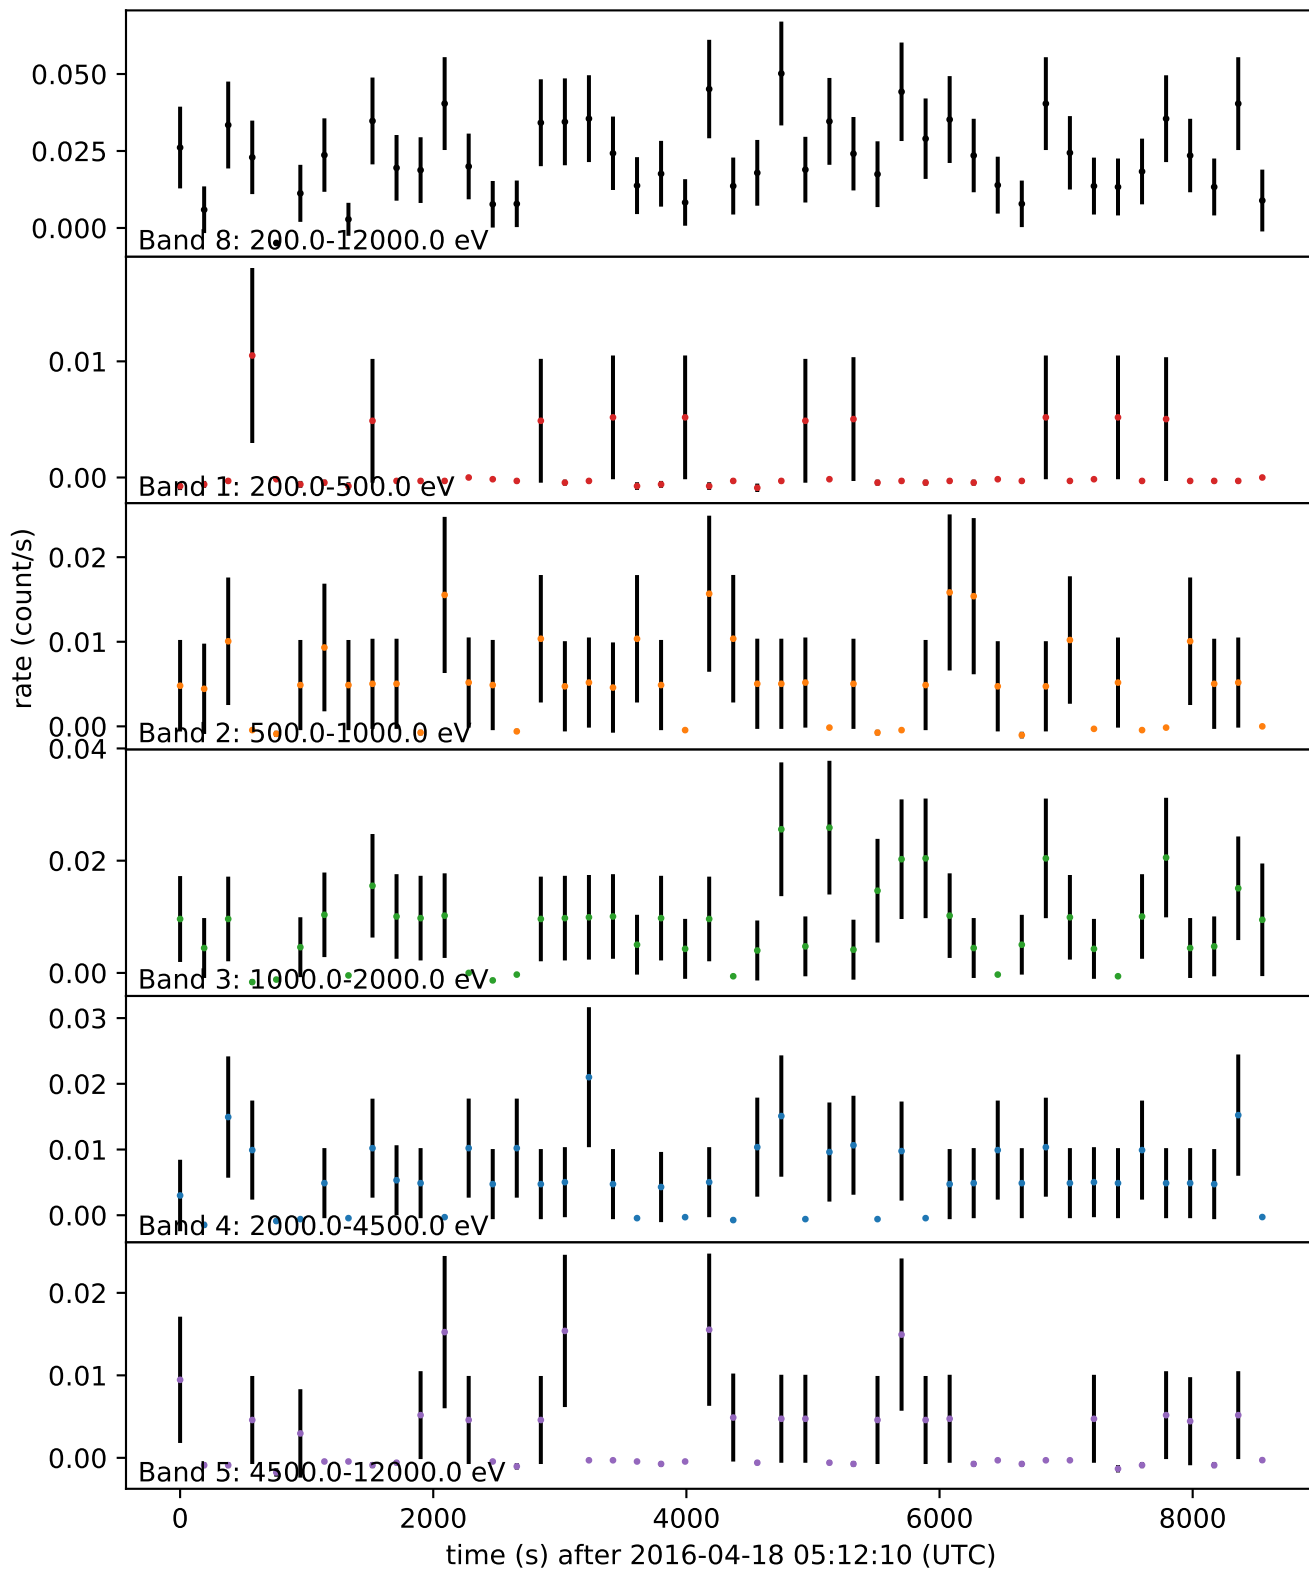 0.050
0.025
0.000
Band 8: 200.0-12000.0 eV
0.01
0.00
Band 1: 200.0-500.0 eV
0.02
0.01
0.00
Band 2: 500.0-1000.0 eV
rate (count/s)
0.04
0.02
0.00
Band 3: 1000.0-2000.0 eV
0.03
0.02
0.01
0.00
Band 4: 2000.0-4500.0 eV
0.02
0.01
0.00
Band 5: 4500.0-12000.0 eV
0 2000 4000 6000 8000
time (s) after 2016-04-18 05:12:10 (UTC)